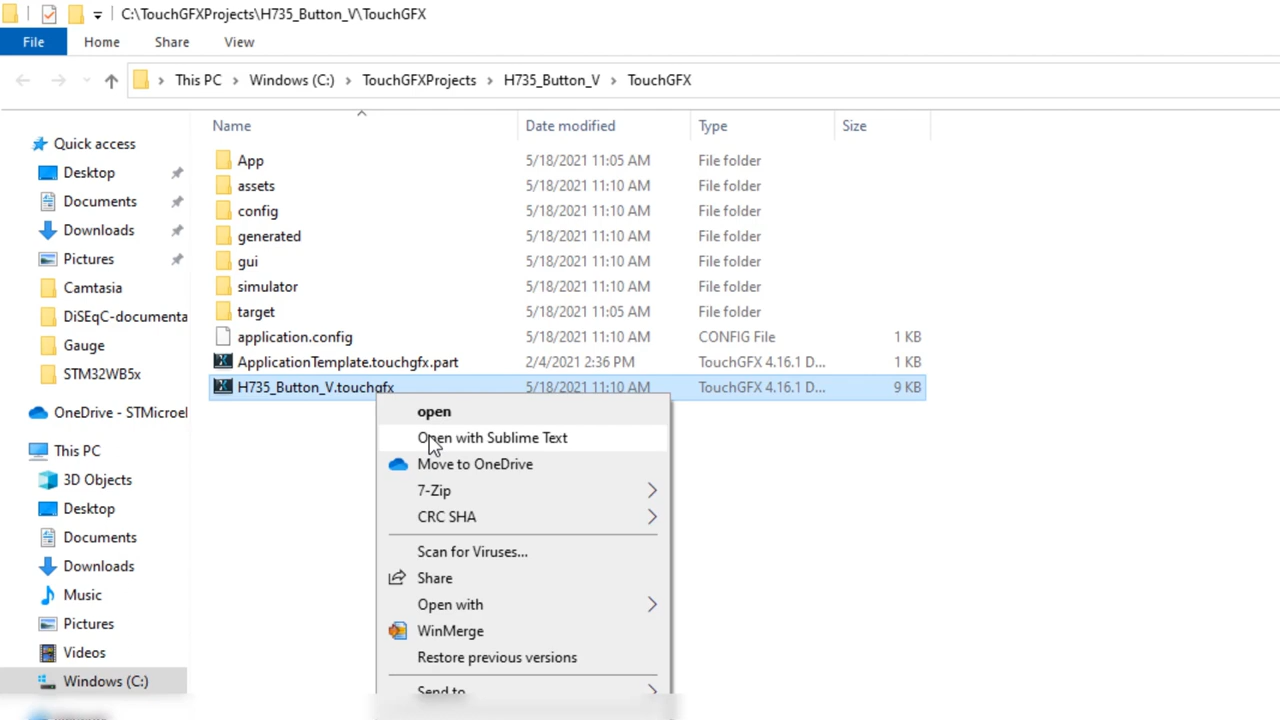 C:\TouchGFXProjects\H735_Button_V\TouchGFX
File Home Share View
This PC Windows (C:) TouchGFXProjects H735_Button_V TouchGFX
Name Date modified Type Size
Quick access
Desktop
Documents
Downloads
Pictures
Camtasia
DiSEqC-documenta
Gauge
STM32WB5x
OneDrive - STMicroel
This PC
3D Objects
Desktop
Documents
Downloads
Music
Pictures
Videos
Windows (C:)
App 5/18/2021 11:05 AM File folder
assets 5/18/2021 11:10 AM File folder
config 5/18/2021 11:10 AM File folder
generated 5/18/2021 11:10 AM File folder
gui 5/18/2021 11:10 AM File folder
simulator 5/18/2021 11:10 AM File folder
target 5/18/2021 11:05 AM File folder
application.config 5/18/2021 11:10 AM CONFIG File 1 KB
ApplicationTemplate.touchgfx.part 2/4/2021 2:36 PM TouchGFX 4.16.1 D... 1 KB
H735_Button_V.touchgfx 5/18/2021 11:10 AM TouchGFX 4.16.1 D... 9 KB
open
Open with Sublime Text
Move to OneDrive
7-Zip
CRC SHA
Scan for Viruses...
Share
Open with
WinMerge
Restore previous versions
Send to